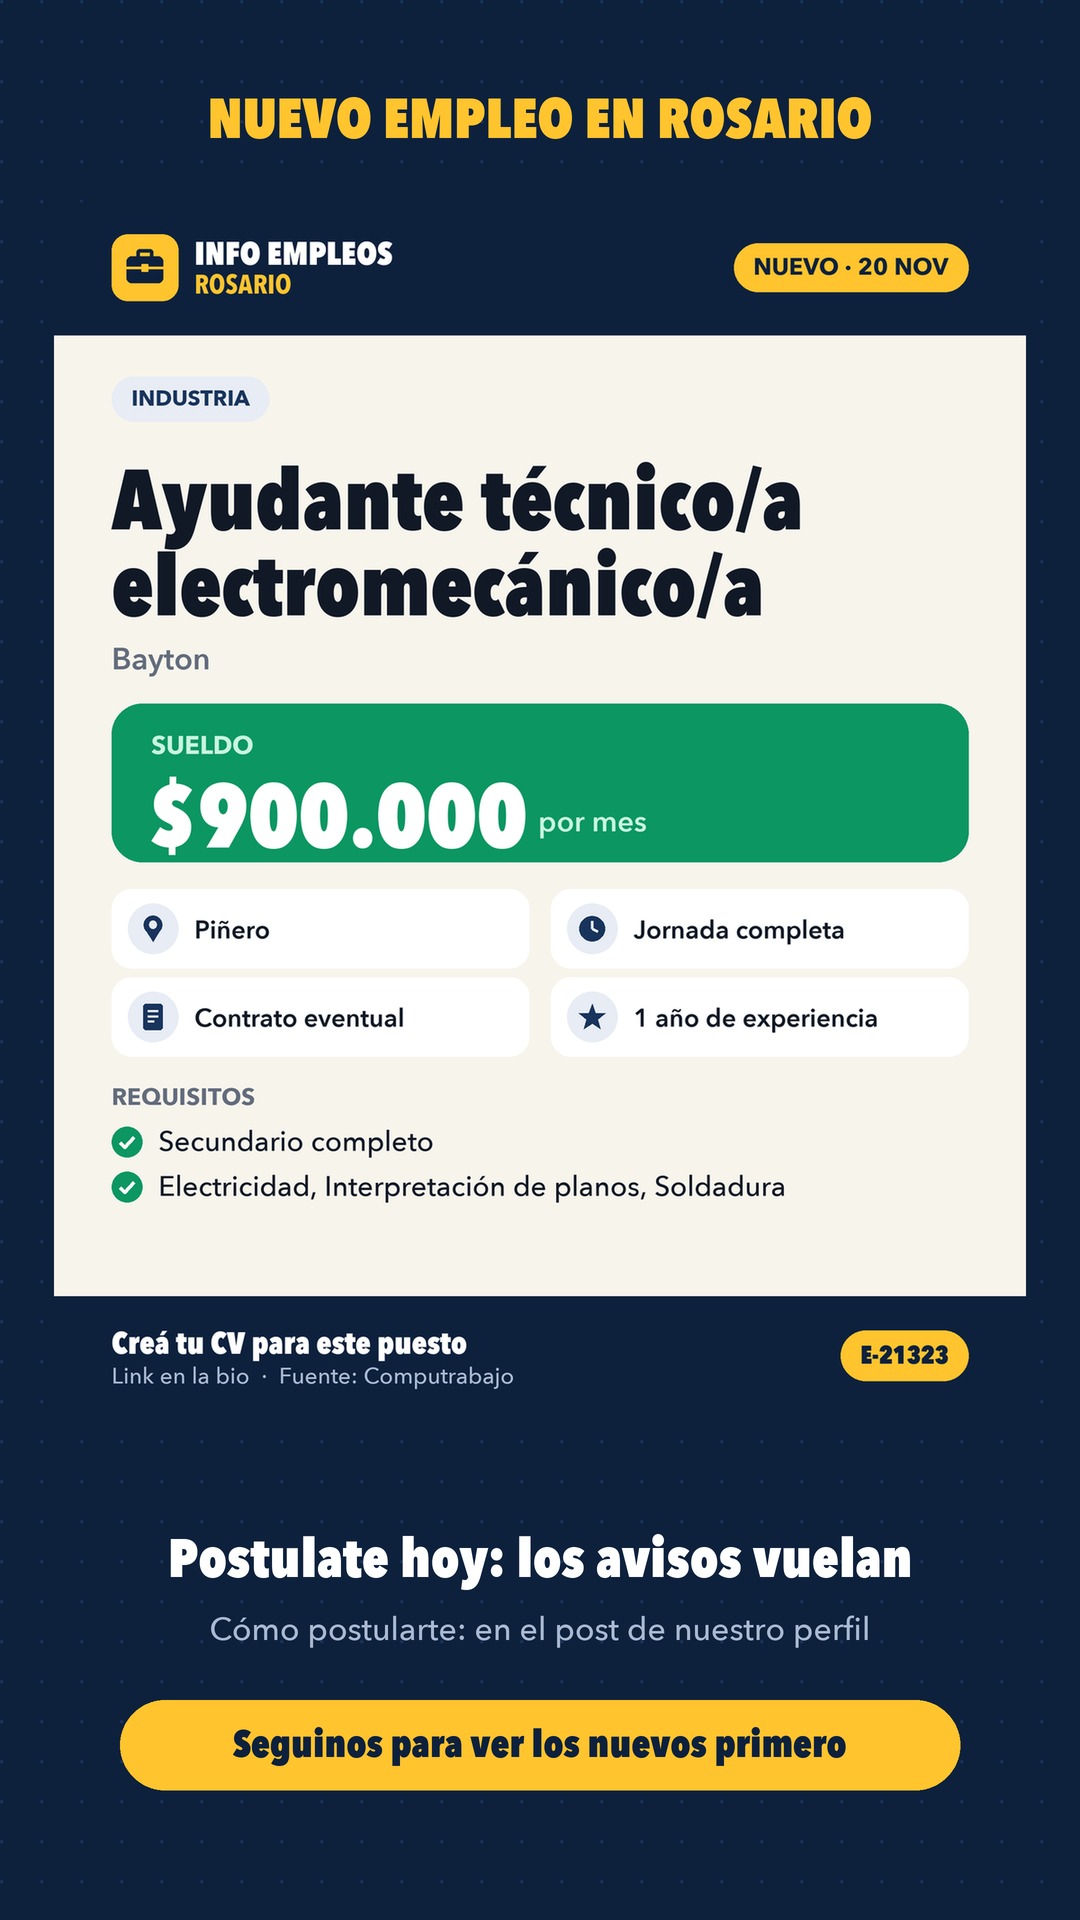 NUEVO EMPLEO EN ROSARIO
INFO EMPLEOS
ROSARIO
NUEVO · 20 NOV
INDUSTRIA
Ayudante técnico/a
electromecánico/a
Bayton
SUELDO
$900.000 por mes
Piñero
Jornada completa
Contrato eventual
1 año de experiencia
REQUISITOS
Secundario completo
Electricidad, Interpretación de planos, Soldadura
Creá tu CV para este puesto
Link en la bio · Fuente: Computrabajo
E-21323
Postulate hoy: los avisos vuelan
Cómo postularte: en el post de nuestro perfil
Seguinos para ver los nuevos primero